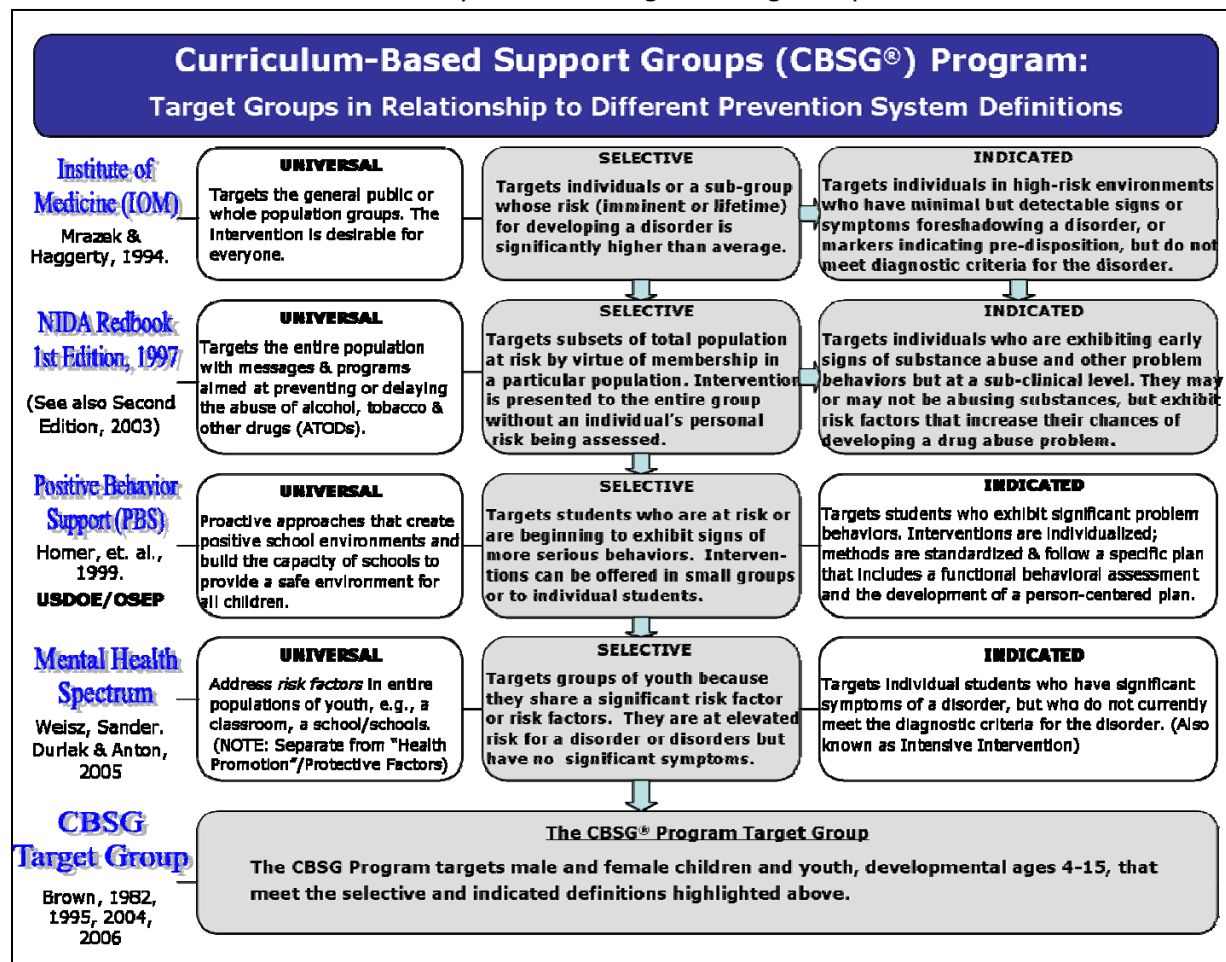 Curriculum-Based Support Groups (CBSG®) Program:
Target Groups in Relationship to Different Prevention System Definitions
Institute of
Medicine (IOM)
Mrazek &
Haggerty, 1994.
UNIVERSAL
Targets the general public or
whole population groups. The
intervention is desirable for
everyone.
SELECTIVE
Targets individuals or a sub-group
whose risk (imminent or lifetime)
for developing a disorder is
significantly higher than average.
INDICATED
Targets individuals in high-risk environments
who have minimal but detectable signs or
symptoms foreshadowing a disorder, or
markers indicating pre-disposition, but do not
meet diagnostic criteria for the disorder.
NIDA Redbook
1st Edition, 1997
(See also Second
Edition, 2003)
UNIVERSAL
Targets the entire population
with messages & programs
aimed at preventing or delaying
the abuse of alcohol, tobacco &
other drugs (ATODs).
SELECTIVE
Targets subsets of total population
at risk by virtue of membership in
a particular population. Intervention
is presented to the entire group
without an individual's personal
risk being assessed.
INDICATED
Targets individuals who are exhibiting early
signs of substance abuse and other problem
behaviors but at a sub-clinical level. They may
or may not be abusing substances, but exhibit
risk factors that increase their chances of
developing a drug abuse problem.
Positive Behavior
Support (PBS)
Horner, et. al.,
1999.
USDOE/OSEP
UNIVERSAL
Proactive approaches that create
positive school environments and
build the capacity of schools to
provide a safe environment for
all children.
SELECTIVE
Targets students who are at risk or
are beginning to exhibit signs of
more serious behaviors. Interven-
tions can be offered in small groups
or to individual students.
INDICATED
Targets students who exhibit significant problem
behaviors. Interventions are individualized;
methods are standardized & follow a specific plan
that includes a functional behavioral assessment
and the development of a person-centered plan.
Mental Health
Spectrum
Weisz, Sander.
Durlak & Anton,
2005
UNIVERSAL
Address risk factors in entire
populations of youth, e.g., a
classroom, a school/schools.
(NOTE: Separate from "Health
Promotion"/Protective Factors)
SELECTIVE
Targets groups of youth because
they share a significant risk factor
or risk factors. They are at elevated
risk for a disorder or disorders but
have no significant symptoms.
INDICATED
Targets individual students who have significant
symptoms of a disorder, but who do not currently
meet the diagnostic criteria for the disorder. (Also
known as Intensive Intervention)
CBSG
Target Group
Brown, 1982,
1995, 2004,
2006
The CBSG® Program Target Group
The CBSG Program targets male and female children and youth, developmental ages 4-15, that
meet the selective and indicated definitions highlighted above.